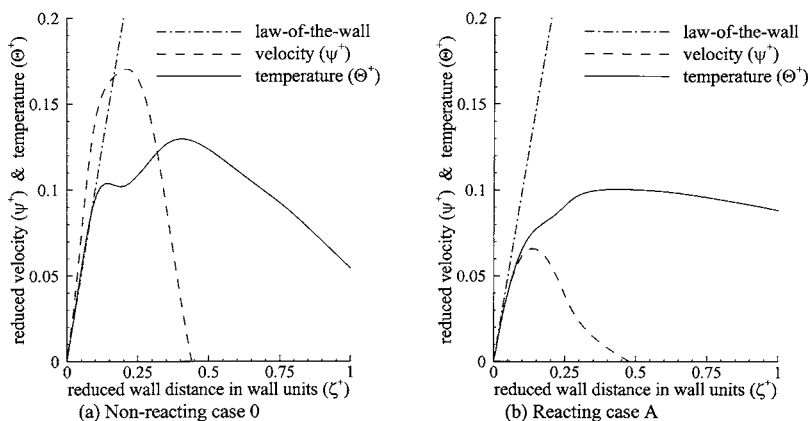 0.2
0.15
0.1
0.05
0
reduced velocity (ψ⁺) & temperature (Θ⁺)
law-of-the-wall
velocity (ψ⁺)
temperature (Θ⁺)
0 0.25 0.5 0.75 1
reduced wall distance in wall units (ζ⁺)
(a) Non-reacting case 0
0.2
0.15
0.1
0.05
0
reduced velocity (ψ⁺) & temperature (Θ⁺)
law-of-the-wall
velocity (ψ⁺)
temperature (Θ⁺)
0 0.25 0.5 0.75 1
reduced wall distance in wall units (ζ⁺)
(b) Reacting case A